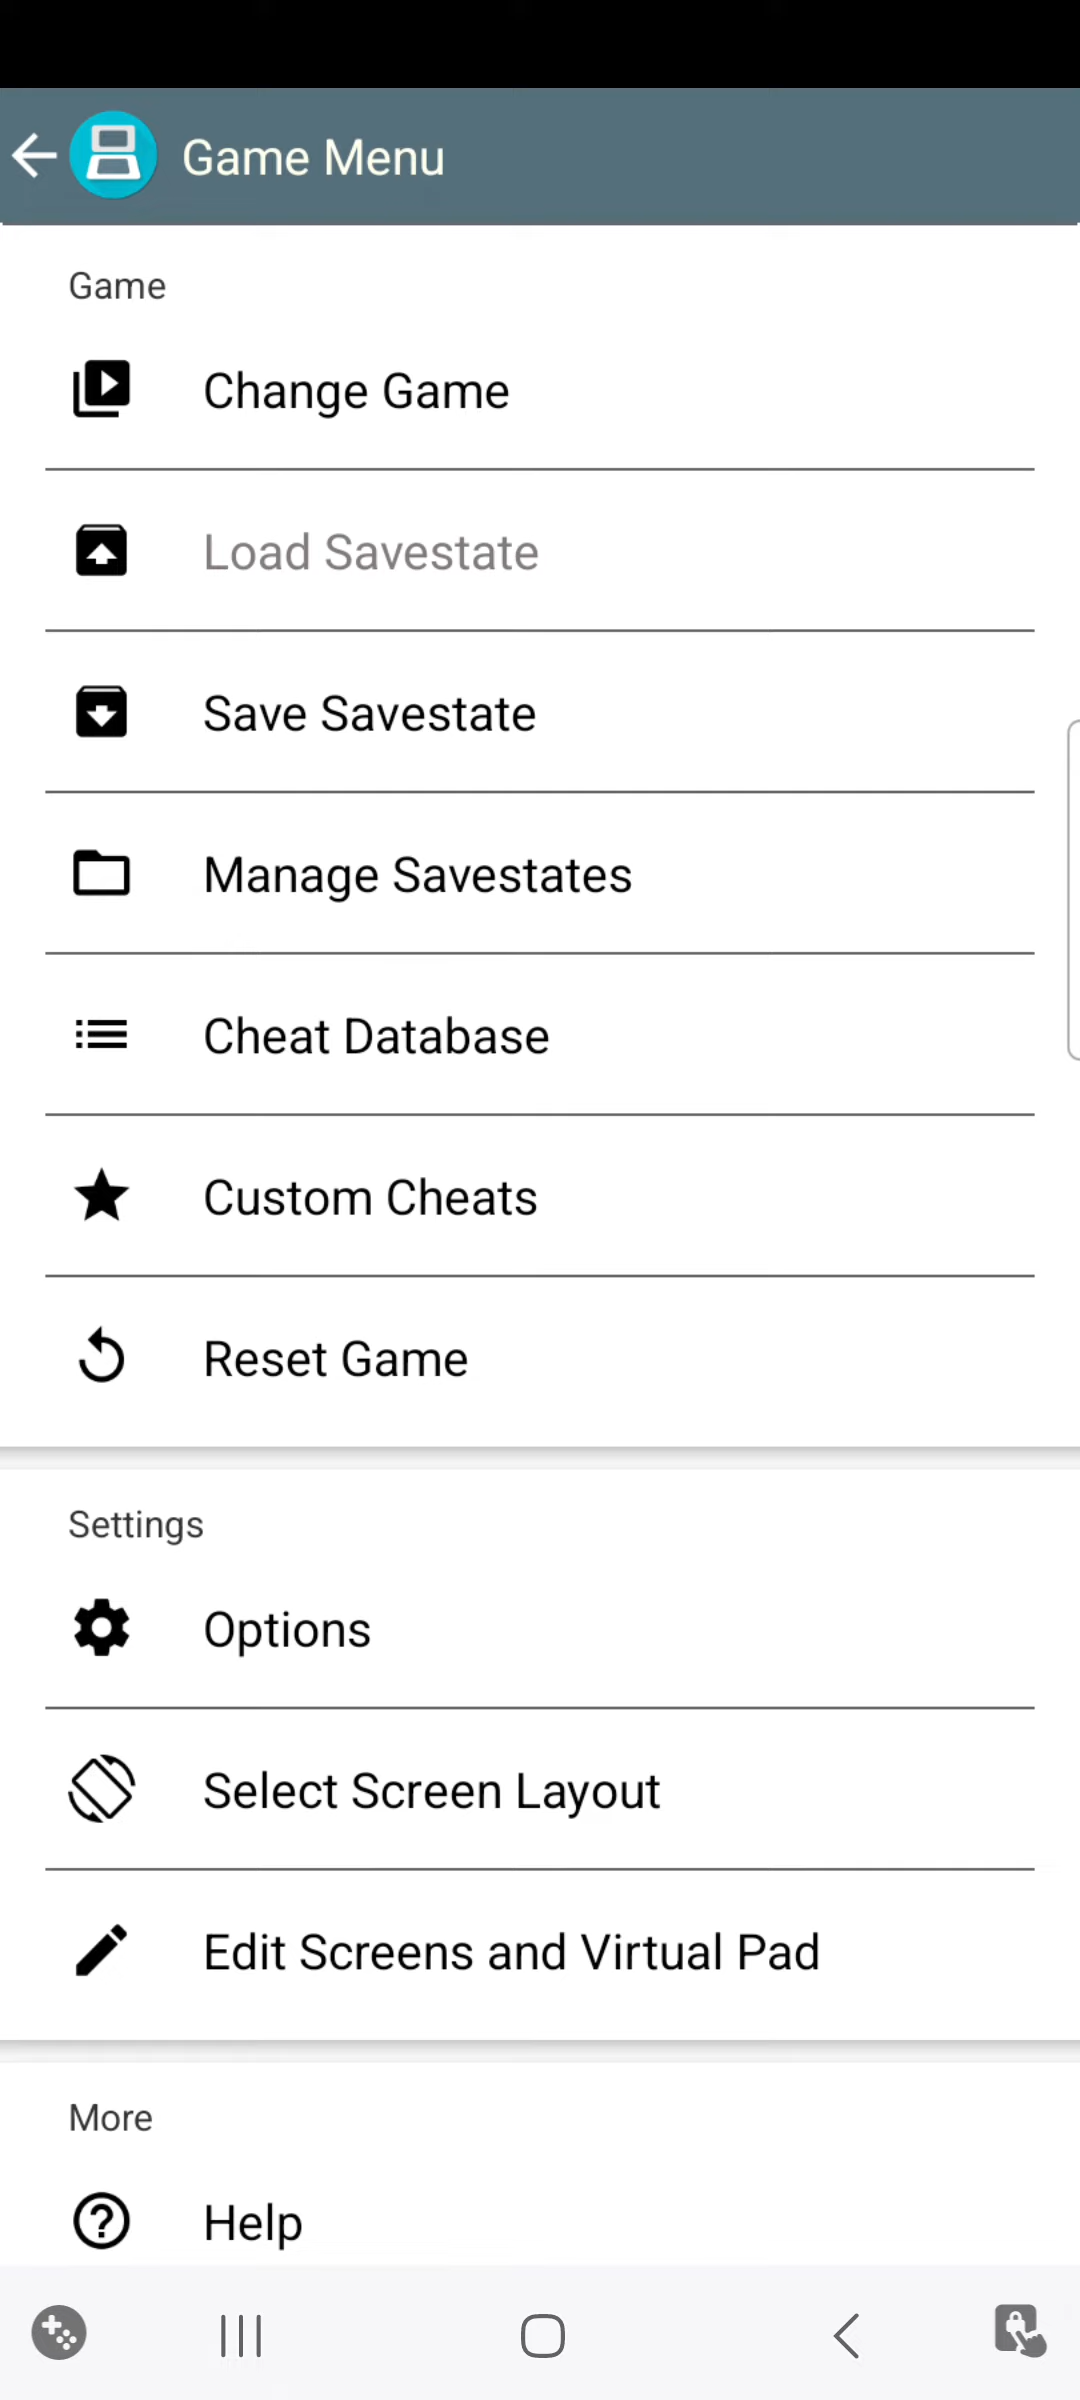 Game Menu
Game
Change Game
Load Savestate
Save Savestate
Manage Savestates
Cheat Database
Custom Cheats
Reset Game
Settings
Options
Select Screen Layout
Edit Screens and Virtual Pad
More
Help